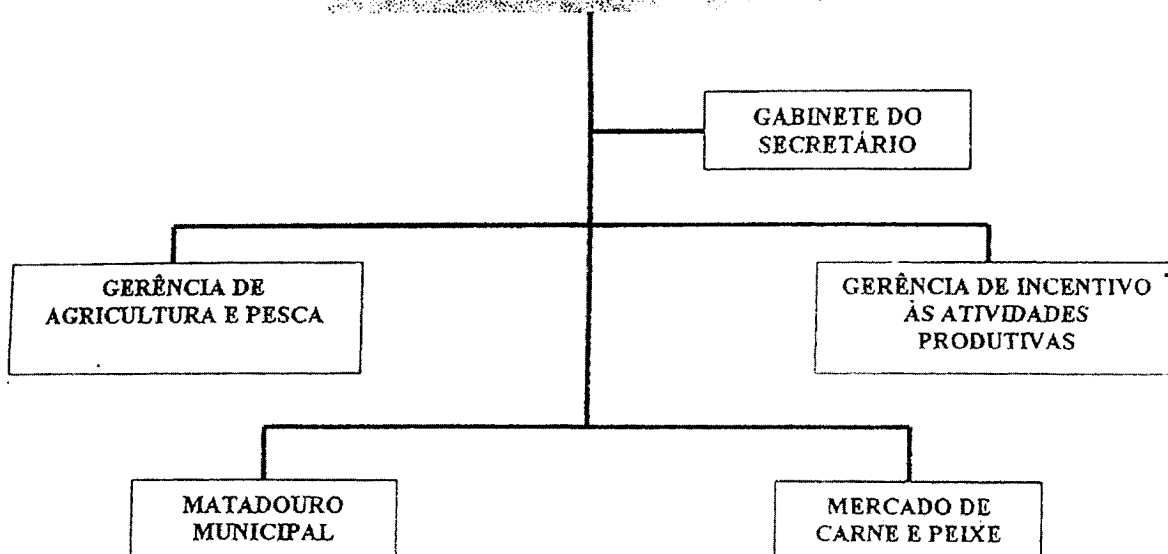 GABINETE DO
SECRETÁRIO
GERÊNCIA DE
AGRICULTURA E PESCA
GERÊNCIA DE INCENTIVO
ÀS ATIVIDADES
PRODUTIVAS
MATADOURO
MUNICIPAL
MERCADO DE
CARNE E PEIXE